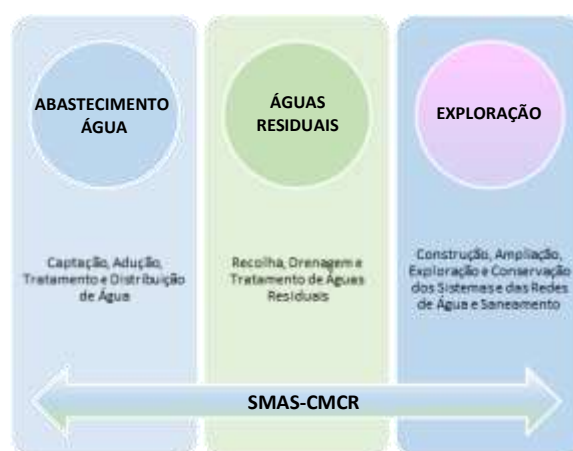 ABASTECIMENTO
ÁGUA
ÁGUAS
RESIDUAIS
EXPLORAÇÃO
Captação, Adução,
Tratamento e Distribuição
de Água
Recolha, Drenagem e
Tratamento de Águas
Residuais
Construção, Ampliação,
Exploração e Conservação
dos Sistemas e das Redes
de Água e Saneamento
SMAS-CMCR